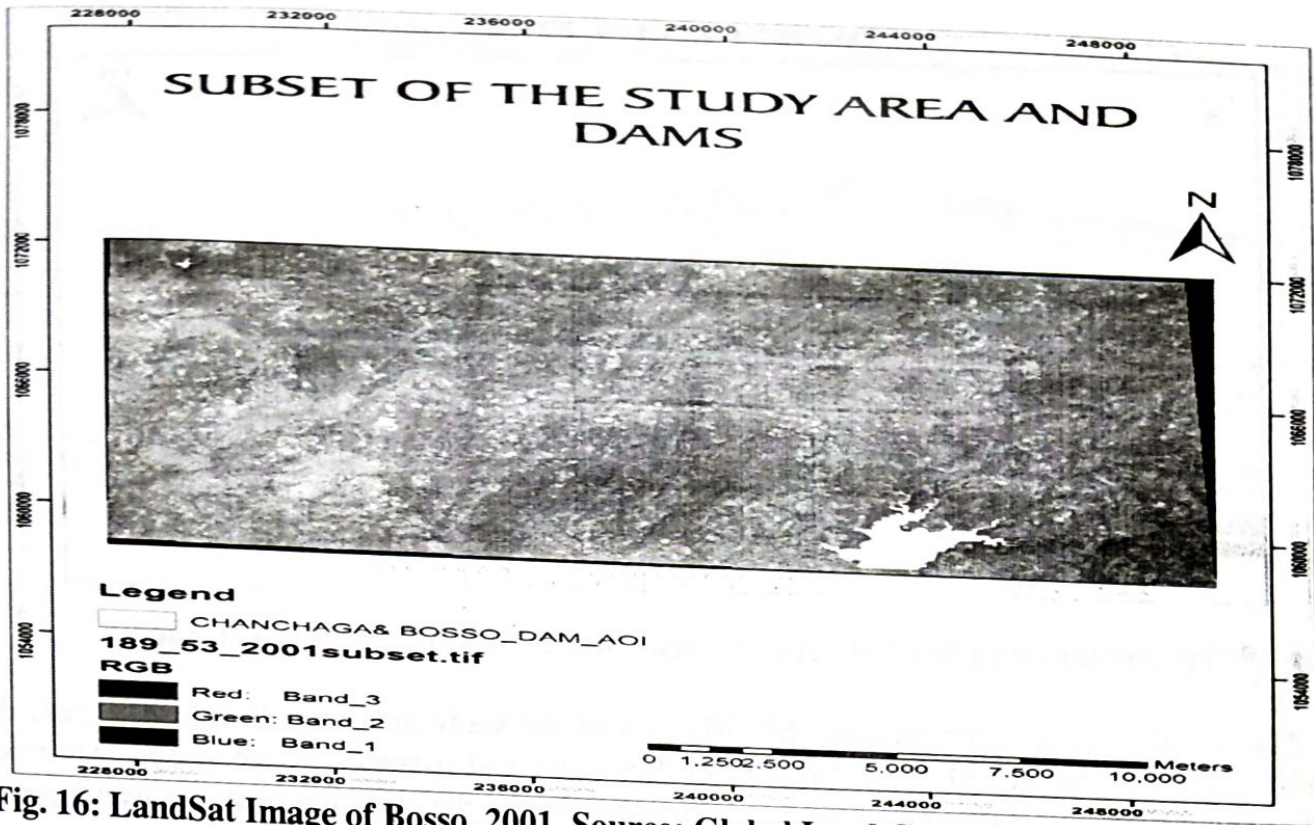 228000 232000 236000 240000 244000 248000
SUBSET OF THE STUDY AREA AND
DAMS
N
1078000 1078000
1072000 1072000
1066000 1066000
1060000 1060000
1054000 1054000
Legend
CHANCHAGA& BOSSO_DAM_AOI
189_53_2001subset.tif
RGB
Red: Band_3
Green: Band_2
Blue: Band_1
0 1,250 2,500 5,000 7,500 10,000 Meters
228000 232000 236000 240000 244000 248000
Fig. 16: LandSat Image of Bosso, 2001. Source: Global